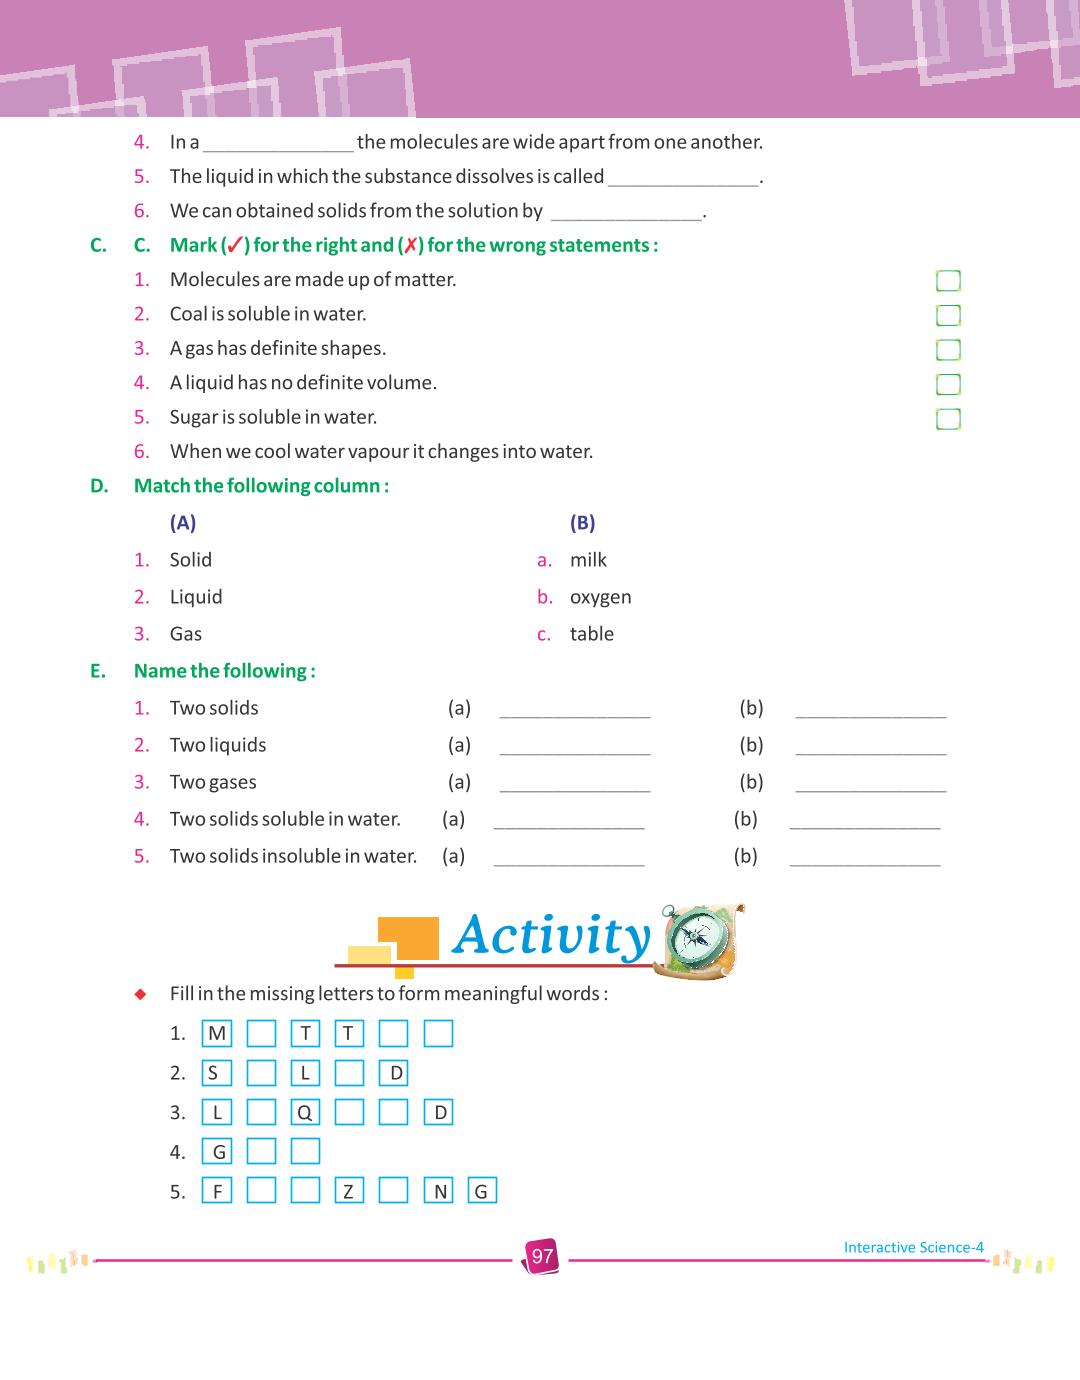 4. In a ______________ the molecules are wide apart from one another.
5. The liquid in which the substance dissolves is called ______________.
6. We can obtained solids from the solution by ______________.
C. C. Mark (✓) for the right and (✗) for the wrong statements :
1. Molecules are made up of matter.
2. Coal is soluble in water.
3. A gas has definite shapes.
4. A liquid has no definite volume.
5. Sugar is soluble in water.
6. When we cool water vapour it changes into water.
D. Match the following column :
(A) (B)
1. Solid a. milk
2. Liquid b. oxygen
3. Gas c. table
E. Name the following :
1. Two solids (a) ______________ (b) ______________
2. Two liquids (a) ______________ (b) ______________
3. Two gases (a) ______________ (b) ______________
4. Two solids soluble in water. (a) ______________ (b) ______________
5. Two solids insoluble in water. (a) ______________ (b) ______________
Activity
Fill in the missing letters to form meaningful words :
1. M T T
2. S L D
3. L Q D
4. G
5. F Z N G
97
Interactive Science-4